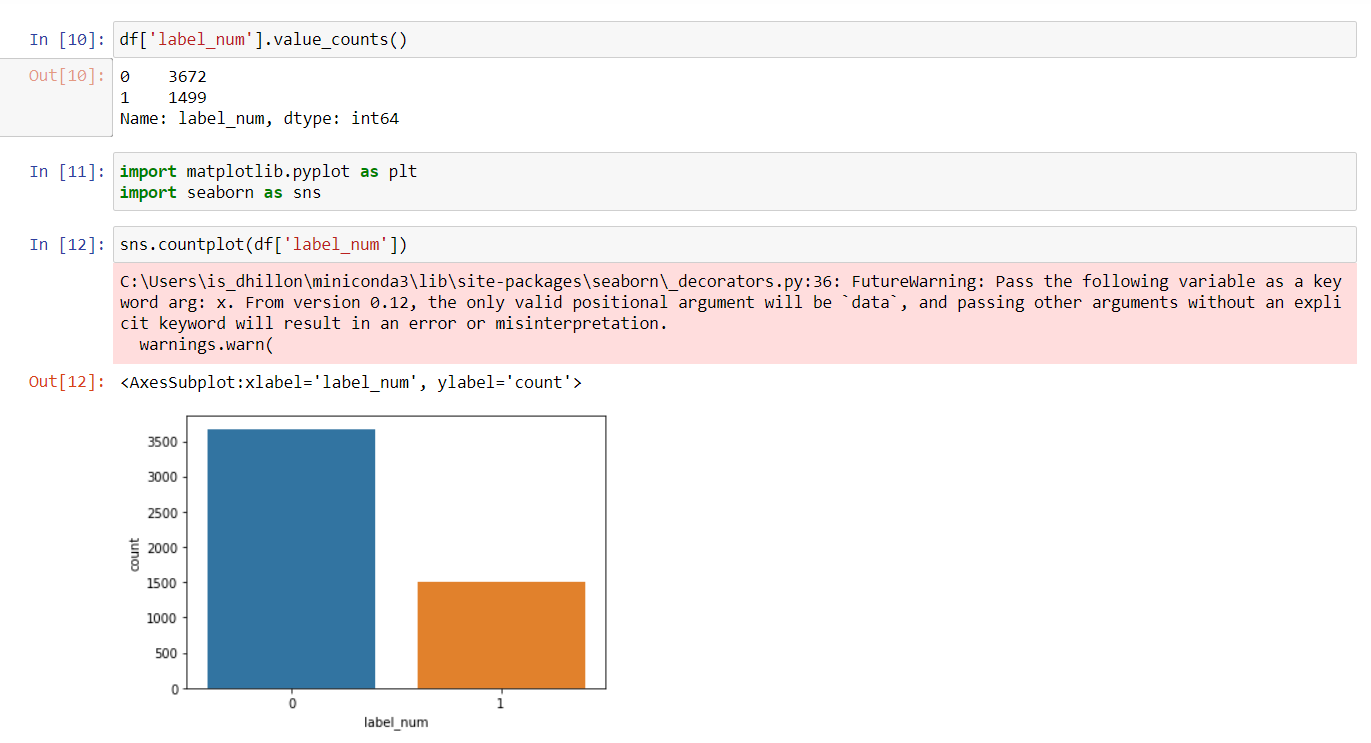 In [10]: df['label_num'].value_counts()
Out[10]: 0    3672
1    1499
Name: label_num, dtype: int64
In [11]: import matplotlib.pyplot as plt
import seaborn as sns
In [12]: sns.countplot(df['label_num'])
C:\Users\is_dhillon\miniconda3\lib\site-packages\seaborn\_decorators.py:36: FutureWarning: Pass the following variable as a key
word arg: x. From version 0.12, the only valid positional argument will be `data`, and passing other arguments without an expli
cit keyword will result in an error or misinterpretation.
warnings.warn(
Out[12]: <AxesSubplot:xlabel='label_num', ylabel='count'>
3500
3000
2500
2000
1500
1000
500
0
count
0 1
label_num